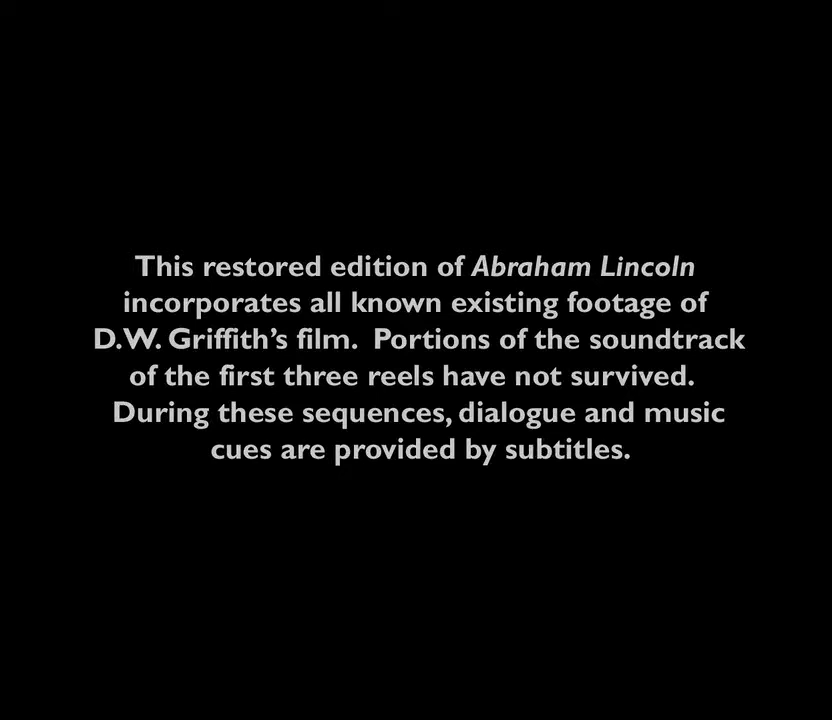 This restored edition of Abraham Lincoln
incorporates all known existing footage of
D.W. Griffith’s film.  Portions of the soundtrack
of the first three reels have not survived.
During these sequences, dialogue and music
cues are provided by subtitles.